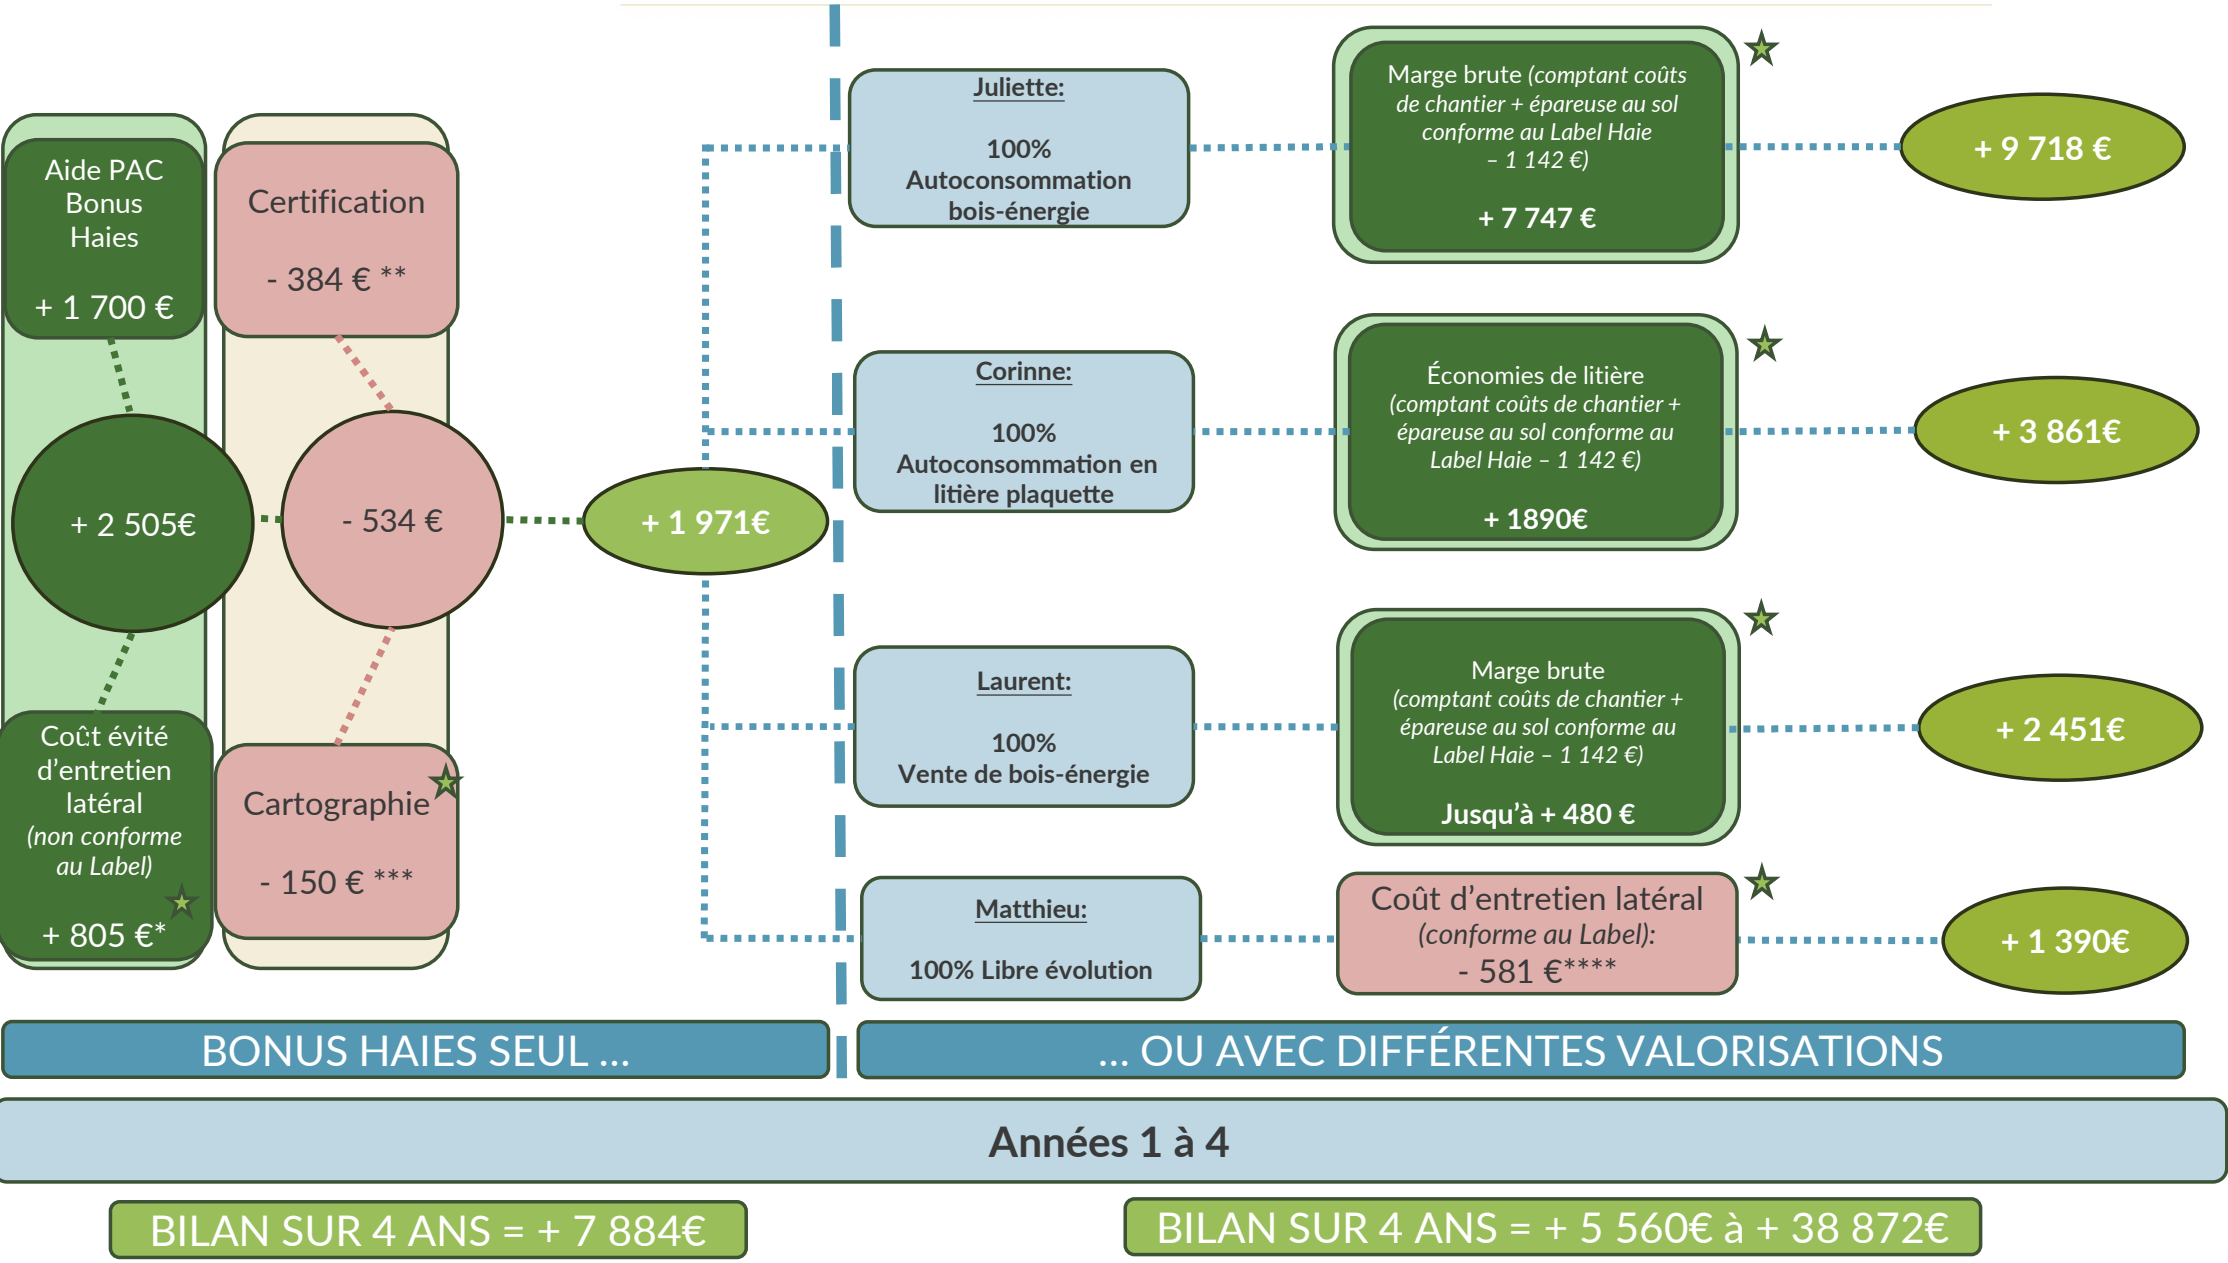 Aide PAC
Bonus
Haies
+ 1 700 €
Certification
- 384 € **
+ 2 505€
- 534 €
+ 1 971€
Coût évité
d’entretien
latéral
(non conforme
au Label)
+ 805 €*
Cartographie
- 150 € ***
Juliette:
100%
Autoconsommation
bois-énergie
Marge brute (comptant coûts
de chantier + épareuse au sol
conforme au Label Haie
– 1 142 €)
+ 7 747 €
+ 9 718 €
Corinne:
100%
Autoconsommation en
litière plaquette
Économies de litière
(comptant coûts de chantier +
épareuse au sol conforme au
Label Haie – 1 142 €)
+ 1890€
+ 3 861€
Laurent:
100%
Vente de bois-énergie
Marge brute
(comptant coûts de chantier +
épareuse au sol conforme au
Label Haie – 1 142 €)
Jusqu’à + 480 €
+ 2 451€
Matthieu:
100% Libre évolution
Coût d’entretien latéral
(conforme au Label):
- 581 €****
+ 1 390€
BONUS HAIES SEUL ...
... OU AVEC DIFFÉRENTES VALORISATIONS
Années 1 à 4
BILAN SUR 4 ANS = + 7 884€
BILAN SUR 4 ANS = + 5 560€ à + 38 872€